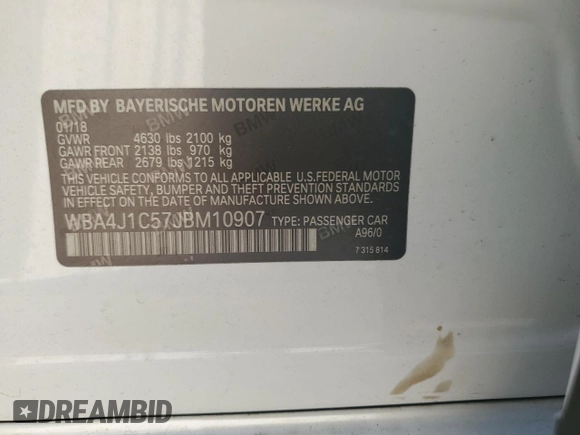 MFD BY BAYERISCHE MOTOREN WERKE AG
01/18
GVWR 4630 lbs 2100 kg
GAWR FRONT 2138 lbs 970 kg
GAWR REAR 2679 lbs 1215 kg
THIS VEHICLE CONFORMS TO ALL APPLICABLE U.S.FEDERAL MOTOR
VEHICLE SAFETY, BUMPER AND THEFT PREVENTION STANDARDS
IN EFFECT ON THE DATE OF MANUFACTURE SHOWN ABOVE.
WBA4J1C57JBM10907 TYPE: PASSENGER CAR
A96/0
7 315 814
DREAMBID